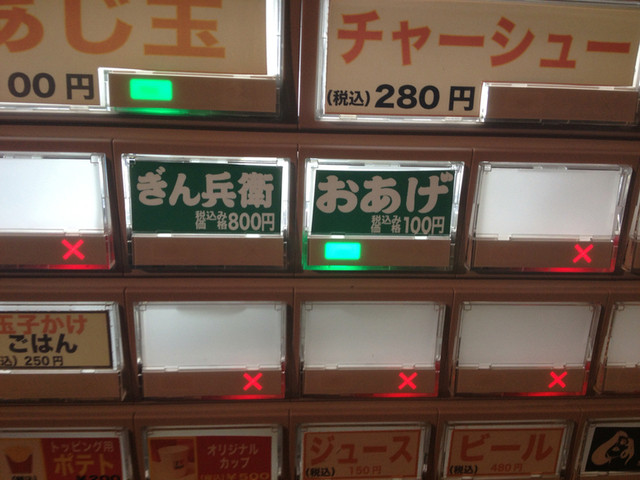 あじ玉
100円
チャーシュー
(税込)280円
ぎん兵衛
税込み価格800円
おあげ
税込み価格100円
玉子かけ
ごはん
込)250円
トッピング用
ポテト
オリジナル
カップ
ジュース
(税込) 150円
ビール
(税込) 480円